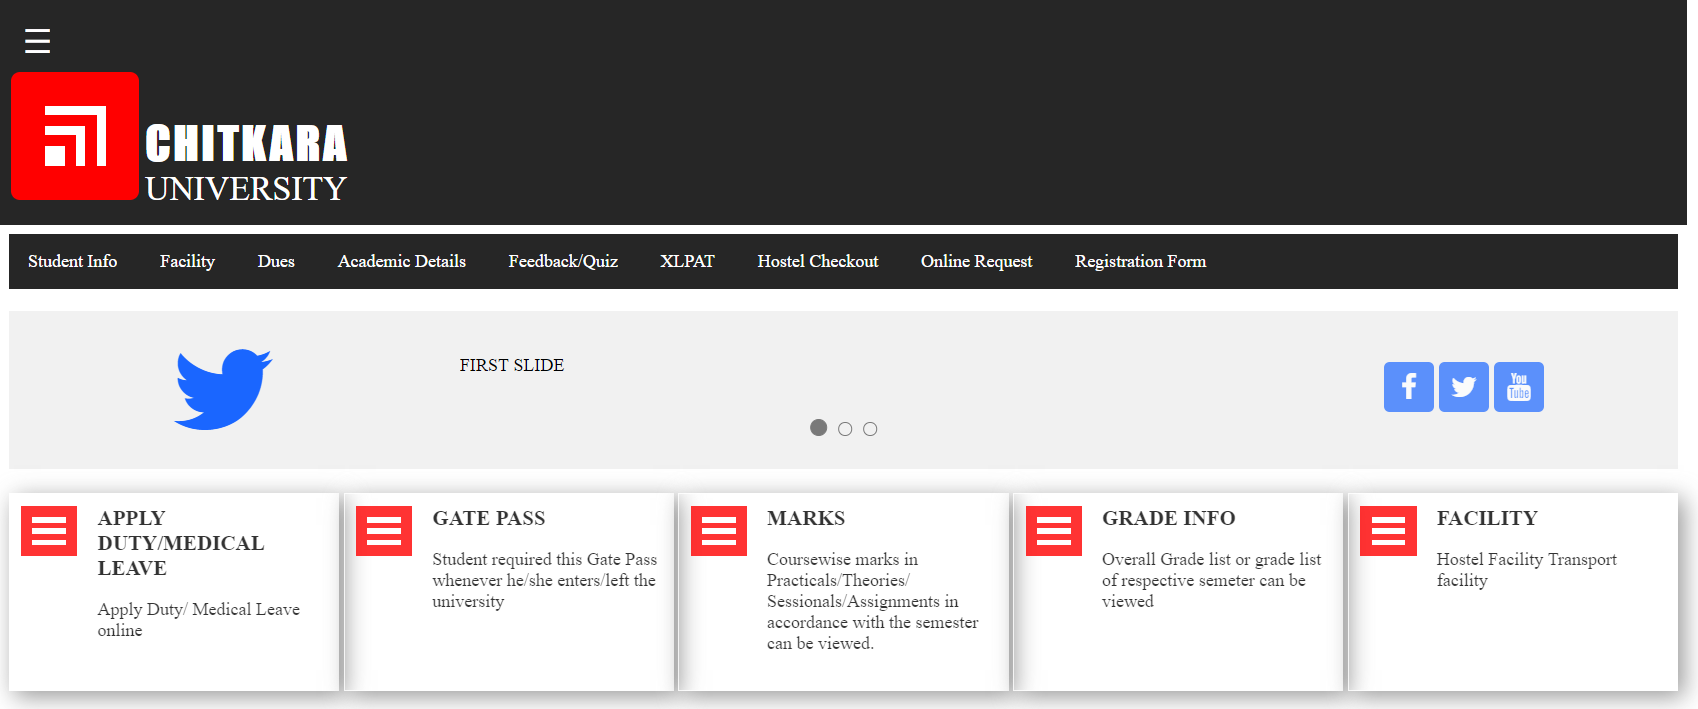 CHITKARA
UNIVERSITY
Student Info Facility Dues Academic Details Feedback/Quiz XLPAT Hostel Checkout Online Request Registration Form
FIRST SLIDE
You
Tube
APPLY
DUTY/MEDICAL
LEAVE
Apply Duty/ Medical Leave
online
GATE PASS
Student required this Gate Pass
whenever he/she enters/left the
university
MARKS
Coursewise marks in
Practicals/Theories/
Sessionals/Assignments in
accordance with the semester
can be viewed.
GRADE INFO
Overall Grade list or grade list
of respective semeter can be
viewed
FACILITY
Hostel Facility Transport
facility